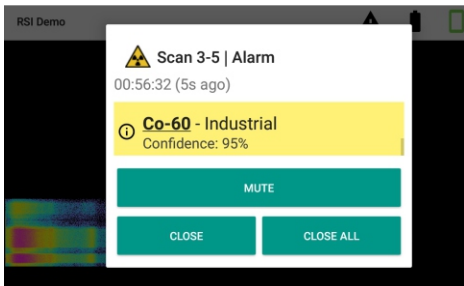 RSI Demo
Scan 3-5 | Alarm
00:56:32 (5s ago)
Co-60 - Industrial
Confidence: 95%
MUTE
CLOSE
CLOSE ALL